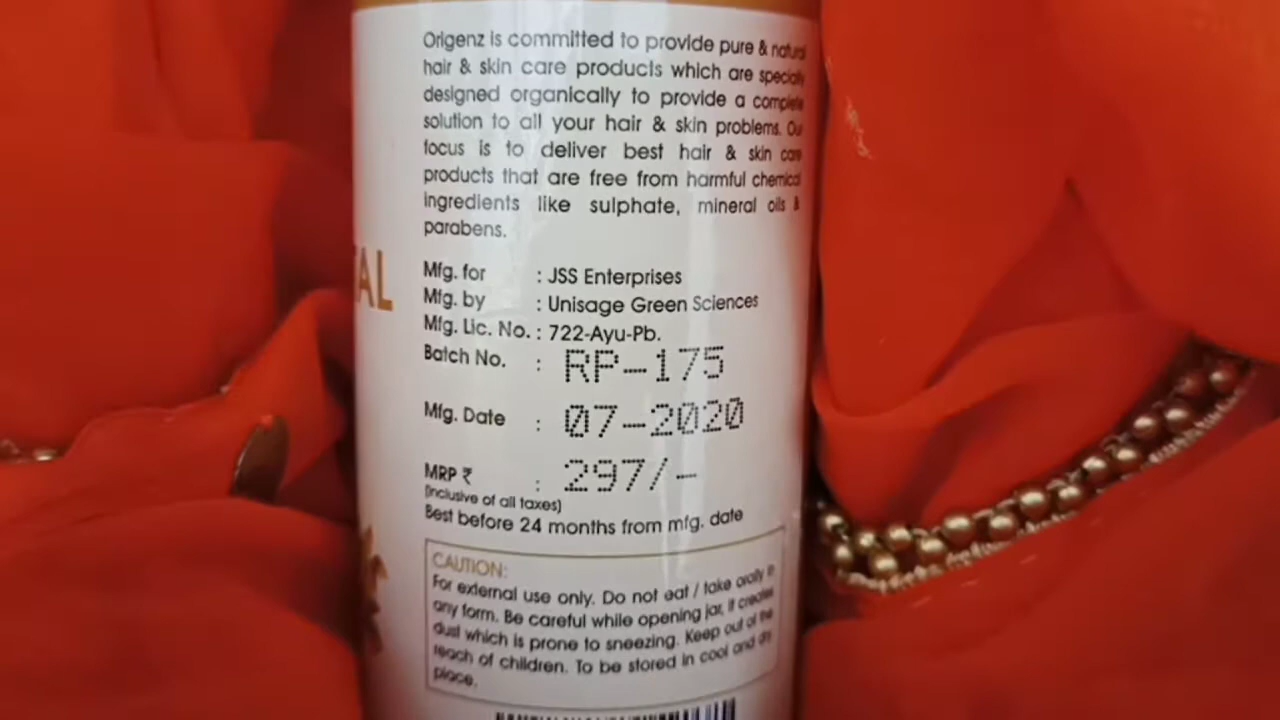 Origenz is committed to provide pure & natural
hair & skin care products which are specially
designed organically to provide a complete
solution to all your hair & skin problems. Our
focus is to deliver best hair & skin care
products that are free from harmful chemical
ingredients like sulphate, mineral oils &
parabens.
AL
Mfg. for : JSS Enterprises
Mfg. by : Unisage Green Sciences
Mfg. Lic. No. : 722-Ayu-Pb.
Batch No. : RP-175
Mfg. Date : 07-2020
MRP ₹ : 297/-
(Inclusive of all taxes)
Best before 24 months from mfg. date
CAUTION:
For external use only. Do not eat / take orally in
any form. Be careful while opening jar, it creates
dust which is prone to sneezing. Keep out of the
reach of children. To be stored in cool and dry
place.